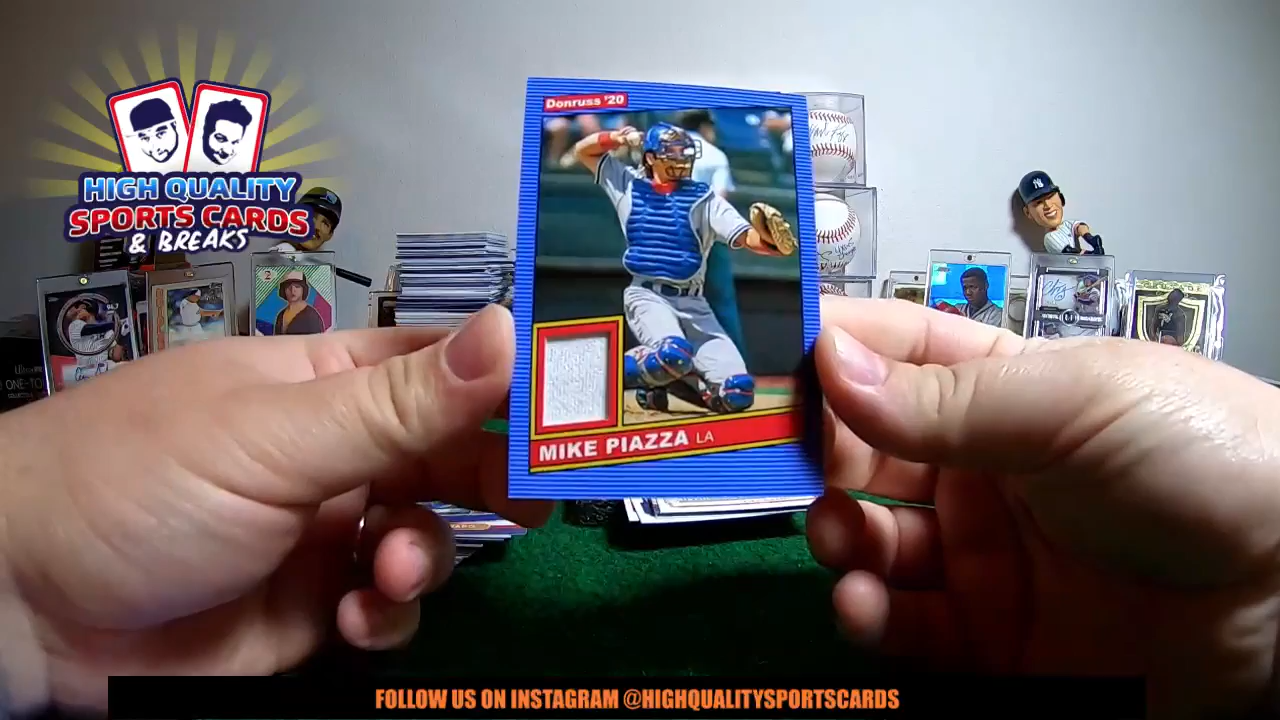 HIGH QUALITY
SPORTS CARDS
& BREAKS
Donruss '20
MIKE PIAZZA LA
FOLLOW US ON INSTAGRAM @HIGHQUALITYSPORTSCARDS